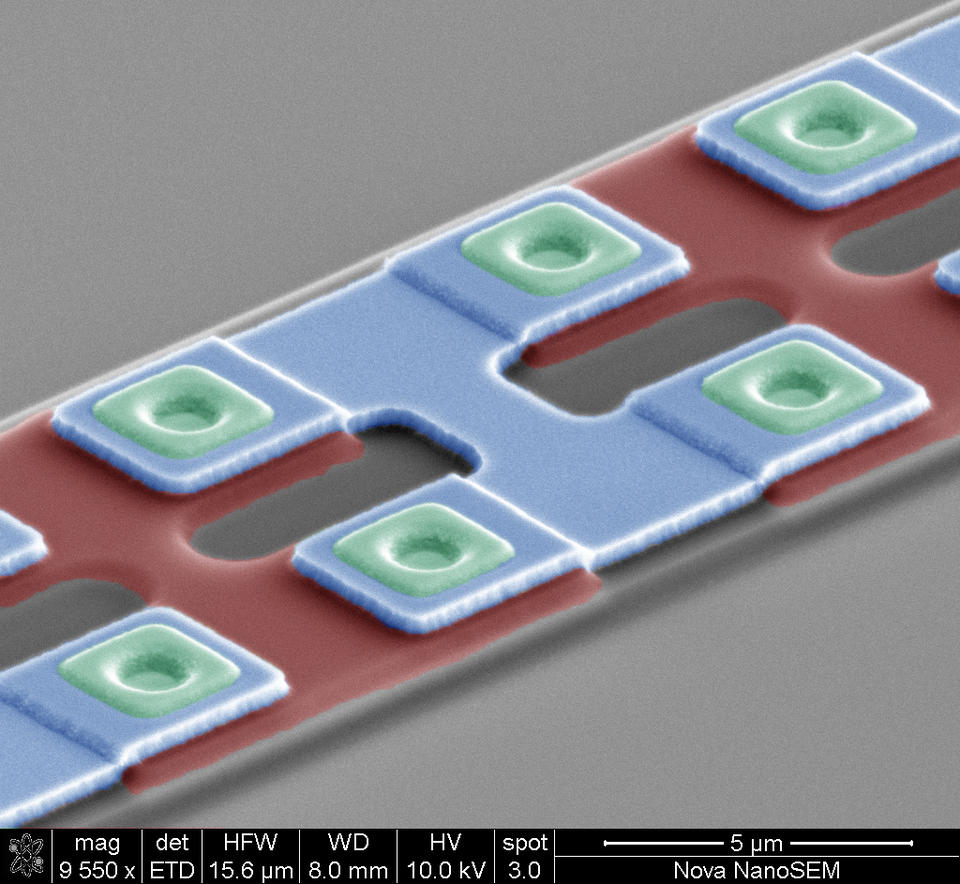 mag det HFW WD HV spot 5 µm
9 550 x ETD 15.6 µm 8.0 mm 10.0 kV 3.0 Nova NanoSEM